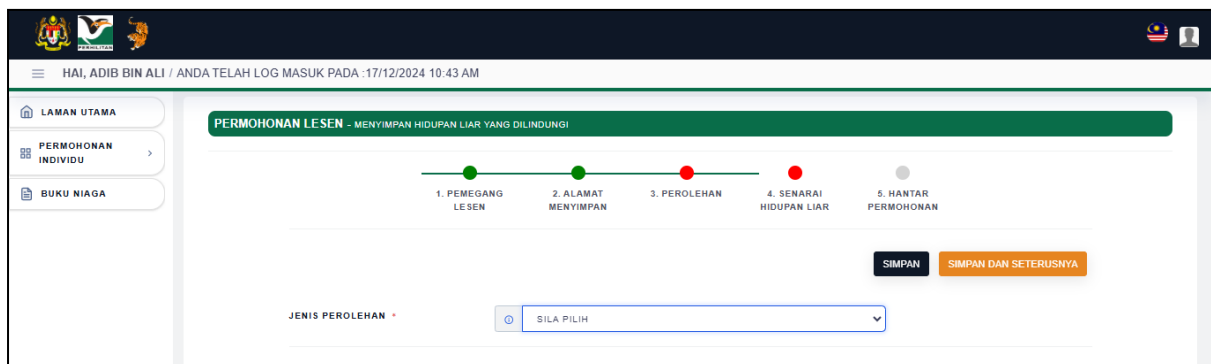 PERHILITAN
HAI, ADIB BIN ALI / ANDA TELAH LOG MASUK PADA :17/12/2024 10:43 AM
LAMAN UTAMA
PERMOHONAN
INDIVIDU
BUKU NIAGA
PERMOHONAN LESEN - MENYIMPAN HIDUPAN LIAR YANG DILINDUNGI
1. PEMEGANG
LESEN
2. ALAMAT
MENYIMPAN
3. PEROLEHAN
4. SENARAI
HIDUPAN LIAR
5. HANTAR
PERMOHONAN
SIMPAN
SIMPAN DAN SETERUSNYA
JENIS PEROLEHAN *
SILA PILIH